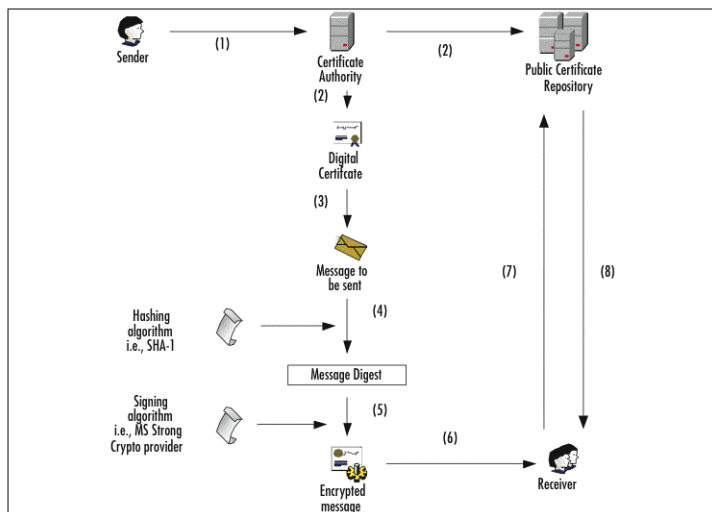 (1)
(2)
Sender
Certificate
Authority
Public Certificate
Repository
(2)
Digital
Certifcate
(3)
Message to
be sent
(7)
(8)
Hashing
algorithm
i.e., SHA-1
(4)
Message Digest
Signing
algorithm
i.e., MS Strong
Crypto provider
(5)
(6)
Encrypted
message
Receiver